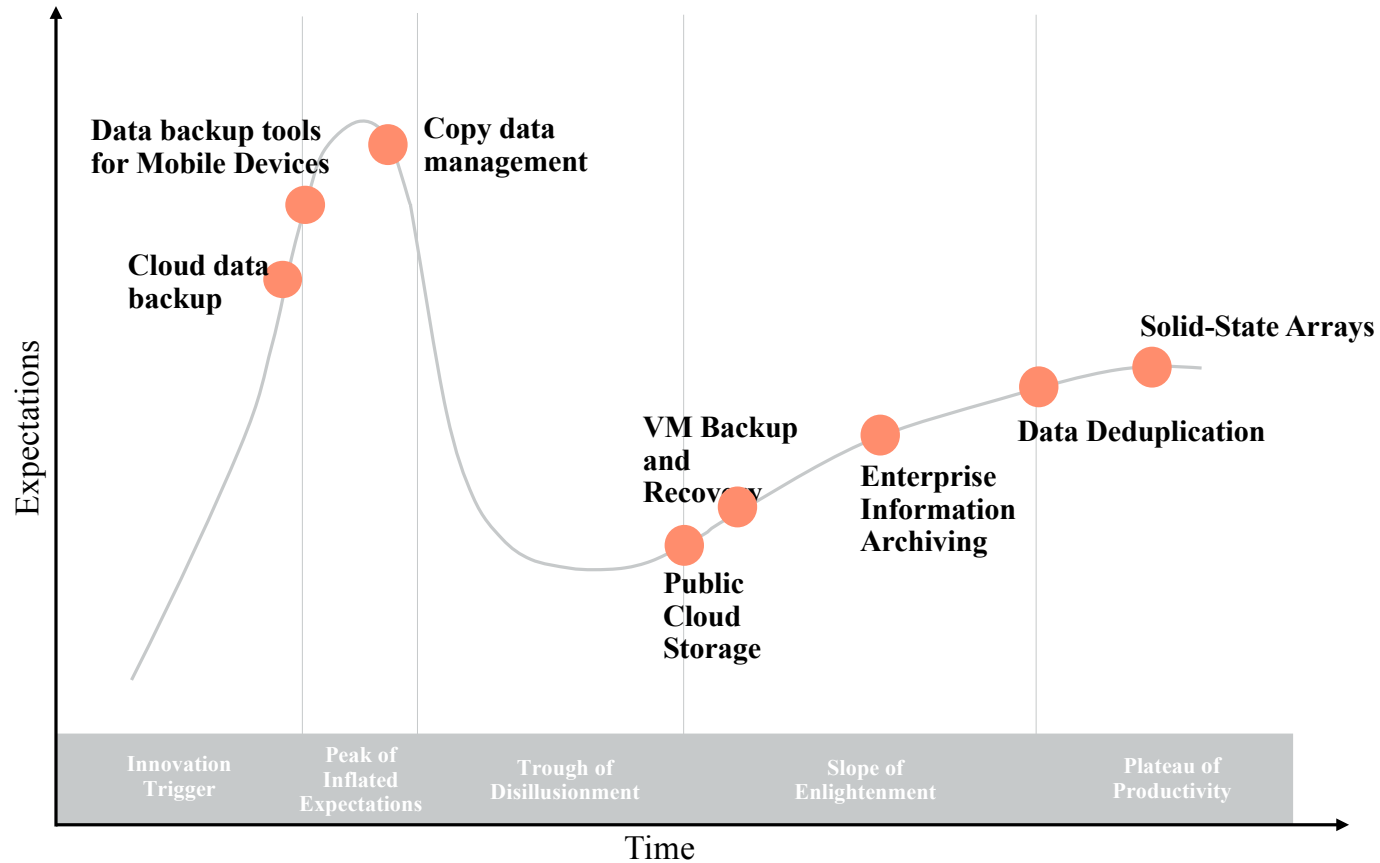 Data backup tools
for Mobile Devices
Copy data
management
Cloud data
backup
Solid-State Arrays
VM Backup
and
Recovery
Data Deduplication
Enterprise
Information
Archiving
Public
Cloud
Storage
Expectations
Innovation
Trigger
Peak of
Inflated
Expectations
Trough of
Disillusionment
Slope of
Enlightenment
Plateau of
Productivity
Time